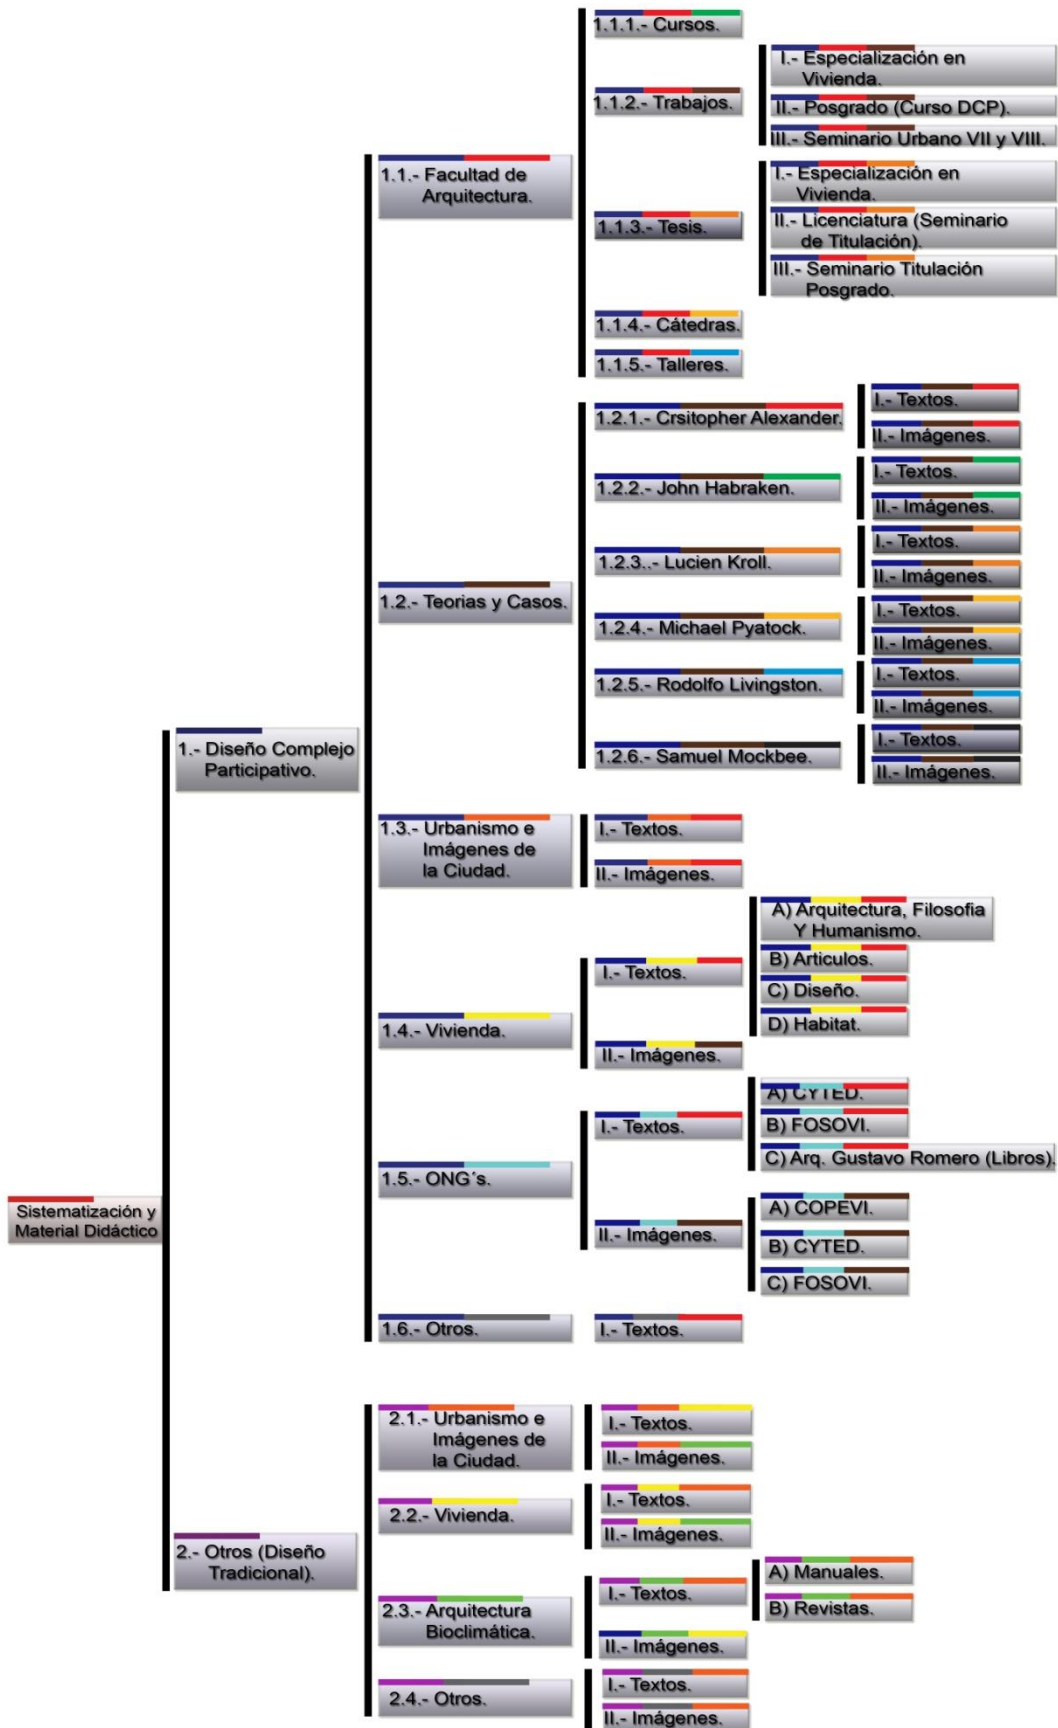 Sistematización y
Material Didáctico
1.- Diseño Complejo
Participativo.
1.1.- Facultad de
Arquitectura.
1.1.1.- Cursos.
1.1.2.- Trabajos.
I.- Especialización en
Vivienda.
II.- Posgrado (Curso DCP).
III.- Seminario Urbano VII y VIII.
1.1.3.- Tesis.
I.- Especialización en
Vivienda.
II.- Licenciatura (Seminario
de Titulación).
III.- Seminario Titulación
Posgrado.
1.1.4.- Cátedras.
1.1.5.- Talleres.
1.2.- Teorias y Casos.
1.2.1.- Crsitopher Alexander.
I.- Textos.
II.- Imágenes.
1.2.2.- John Habraken.
I.- Textos.
II.- Imágenes.
1.2.3..- Lucien Kroll.
I.- Textos.
II.- Imágenes.
1.2.4.- Michael Pyatock.
I.- Textos.
II.- Imágenes.
1.2.5.- Rodolfo Livingston.
I.- Textos.
II.- Imágenes.
1.2.6.- Samuel Mockbee.
I.- Textos.
II.- Imágenes.
1.3.- Urbanismo e
Imágenes de
la Ciudad.
I.- Textos.
II.- Imágenes.
1.4.- Vivienda.
I.- Textos.
A) Arquitectura, Filosofia
Y Humanismo.
B) Articulos.
C) Diseño.
D) Habitat.
II.- Imágenes.
1.5.- ONG´s.
I.- Textos.
A) CYTED.
B) FOSOVI.
C) Arq. Gustavo Romero (Libros).
II.- Imágenes.
A) COPEVI.
B) CYTED.
C) FOSOVI.
1.6.- Otros.
I.- Textos.
2.- Otros (Diseño
Tradicional).
2.1.- Urbanismo e
Imágenes de
la Ciudad.
I.- Textos.
II.- Imágenes.
2.2.- Vivienda.
I.- Textos.
II.- Imágenes.
2.3.- Arquitectura
Bioclimática.
I.- Textos.
A) Manuales.
B) Revistas.
II.- Imágenes.
2.4.- Otros.
I.- Textos.
II.- Imágenes.